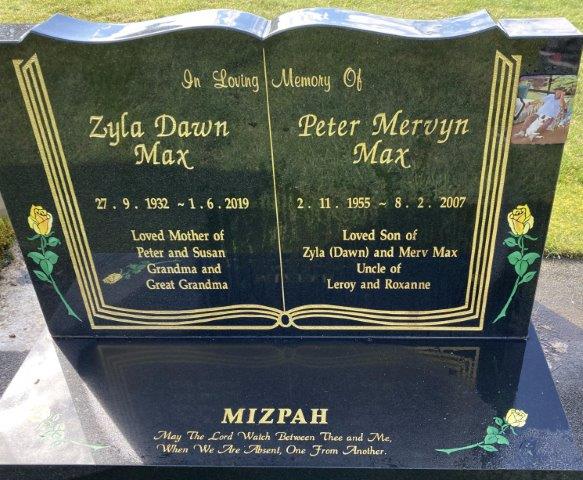 In Loving Memory Of
Zyla Dawn
Max
27 . 9 . 1932 ~ 1 . 6 . 2019
Loved Mother of
Peter and Susan
Grandma and
Great Grandma
Peter Mervyn
Max
2 . 11 . 1955 ~ 8 . 2 . 2007
Loved Son of
Zyla (Dawn) and Merv Max
Uncle of
Leroy and Roxanne
MIZPAH
May The Lord Watch Between Thee and Me,
When We Are Absent, One From Another.